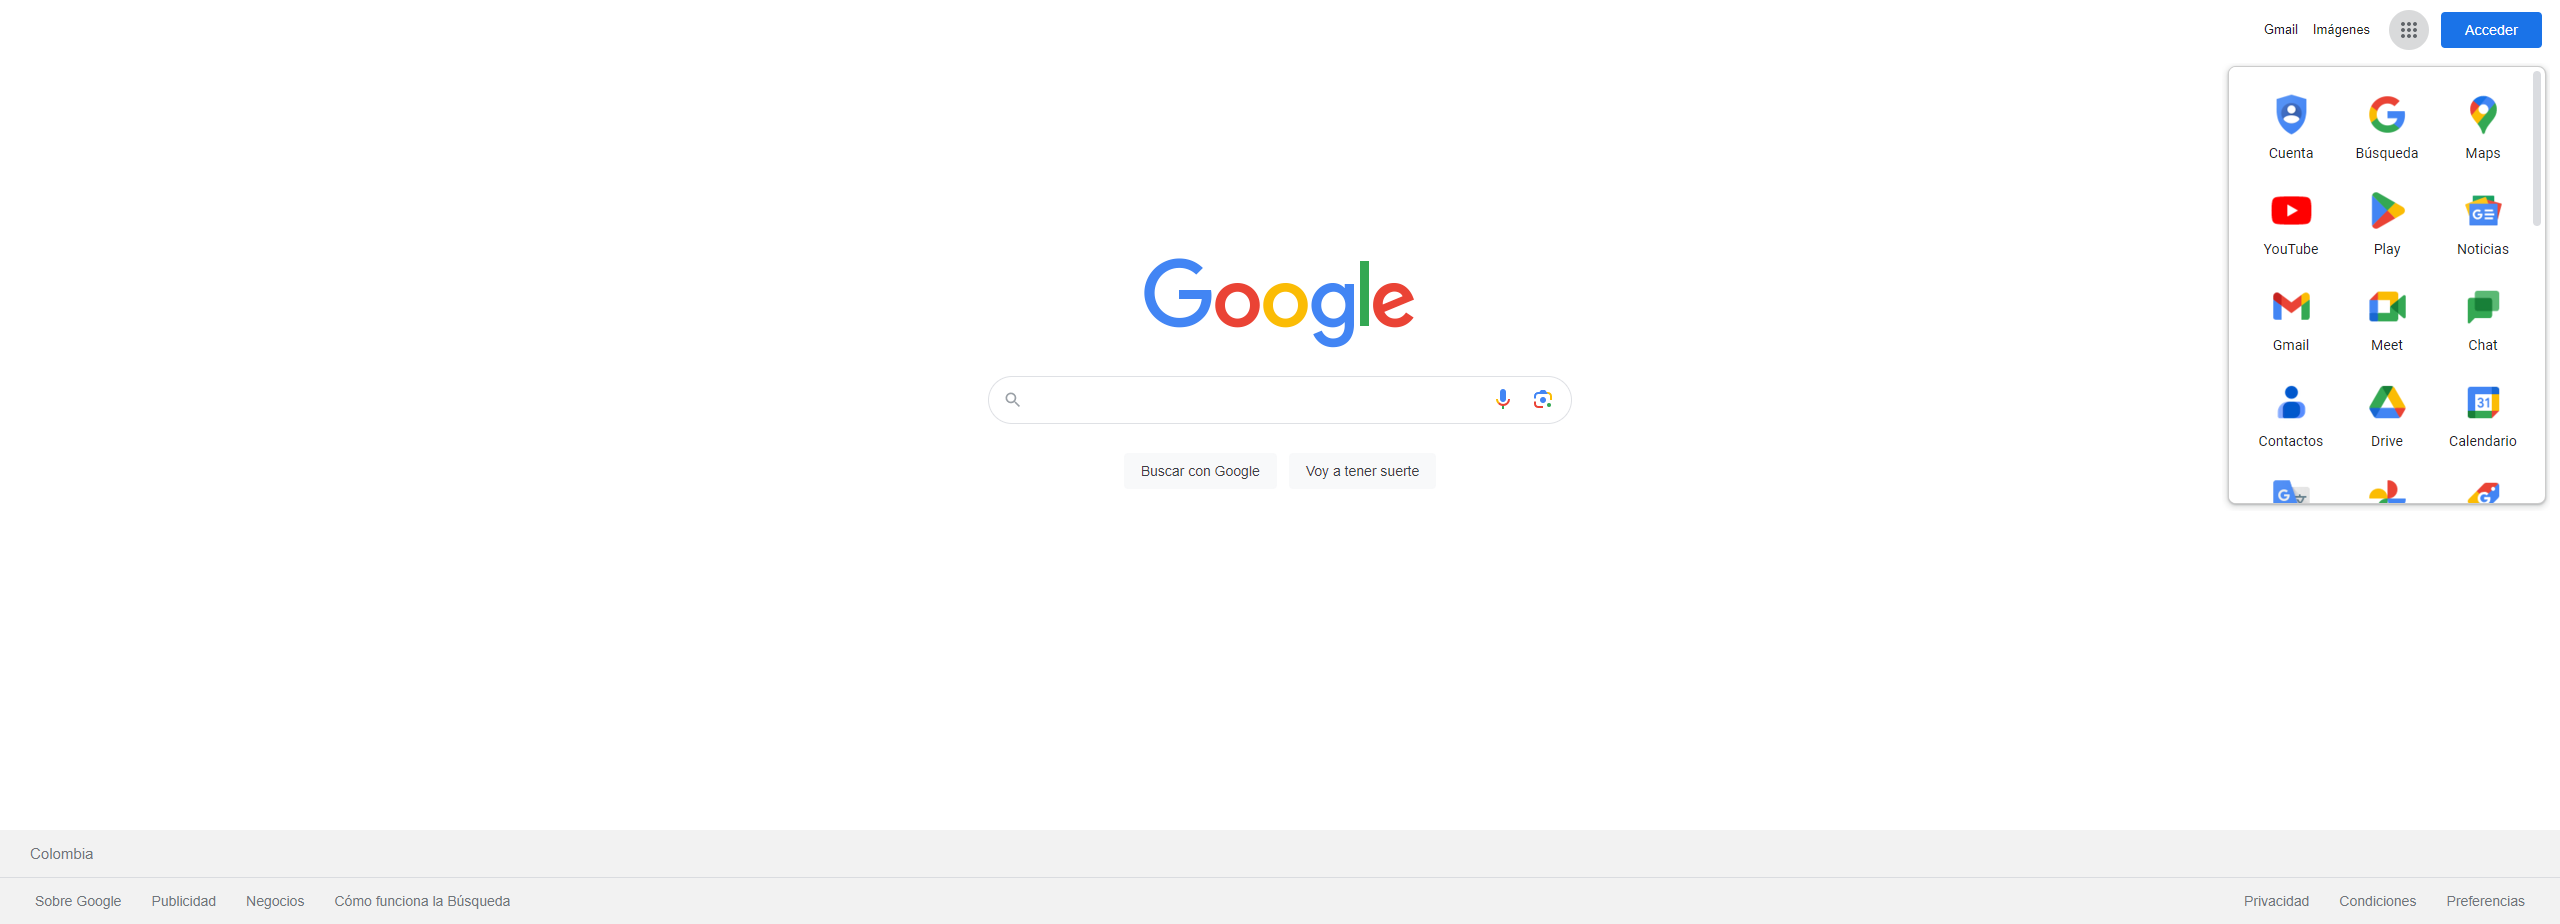 Gmail Imágenes Acceder
Cuenta Búsqueda Maps
YouTube Play Noticias
Gmail Meet Chat
31
Contactos Drive Calendario
Google
Buscar con Google Voy a tener suerte
Colombia
Sobre Google Publicidad Negocios Cómo funciona la Búsqueda Privacidad Condiciones Preferencias